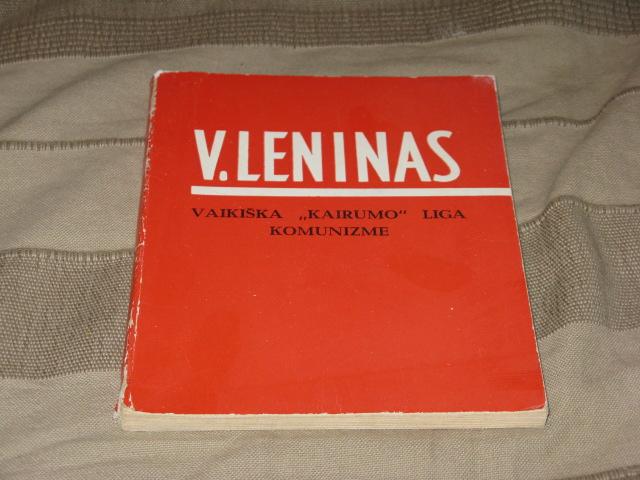 V.LENINAS
VAIKIŠKA „KAIRUMO“ LIGA
KOMUNIZME